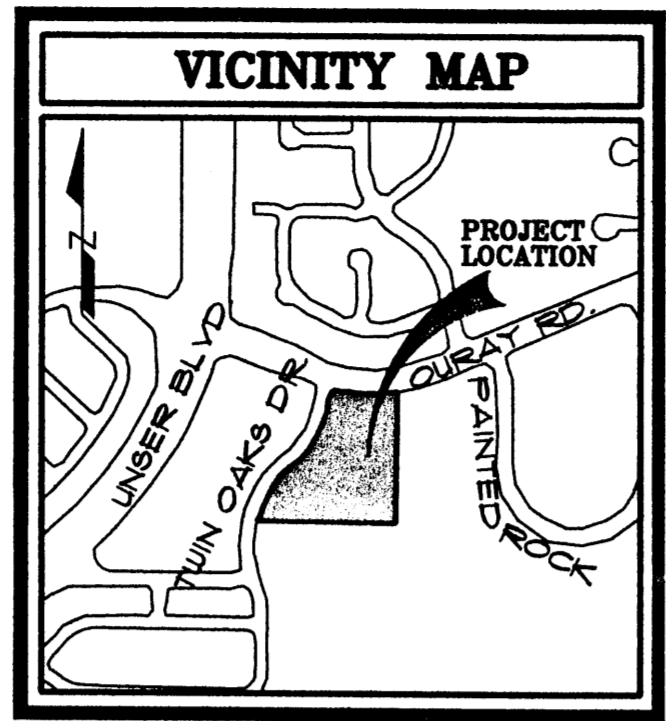 VICINITY MAP
N
PROJECT
LOCATION
OURAY RD.
UNSER BLVD
TWIN OAKS DR.
PAINTED ROCK